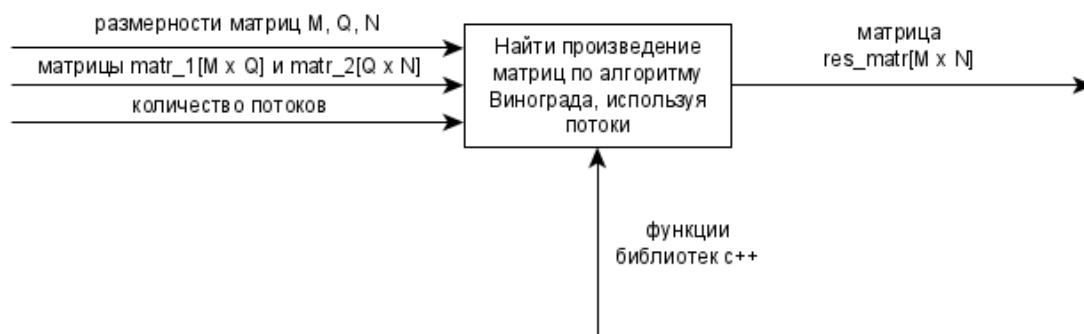 размерности матриц M, Q, N
матрицы matr_1[M x Q] и matr_2[Q x N]
количество потоков
Найти произведение
матриц по алгоритму
Винограда, используя
потоки
матрица
res_matr[M x N]
функции
библиотек c++